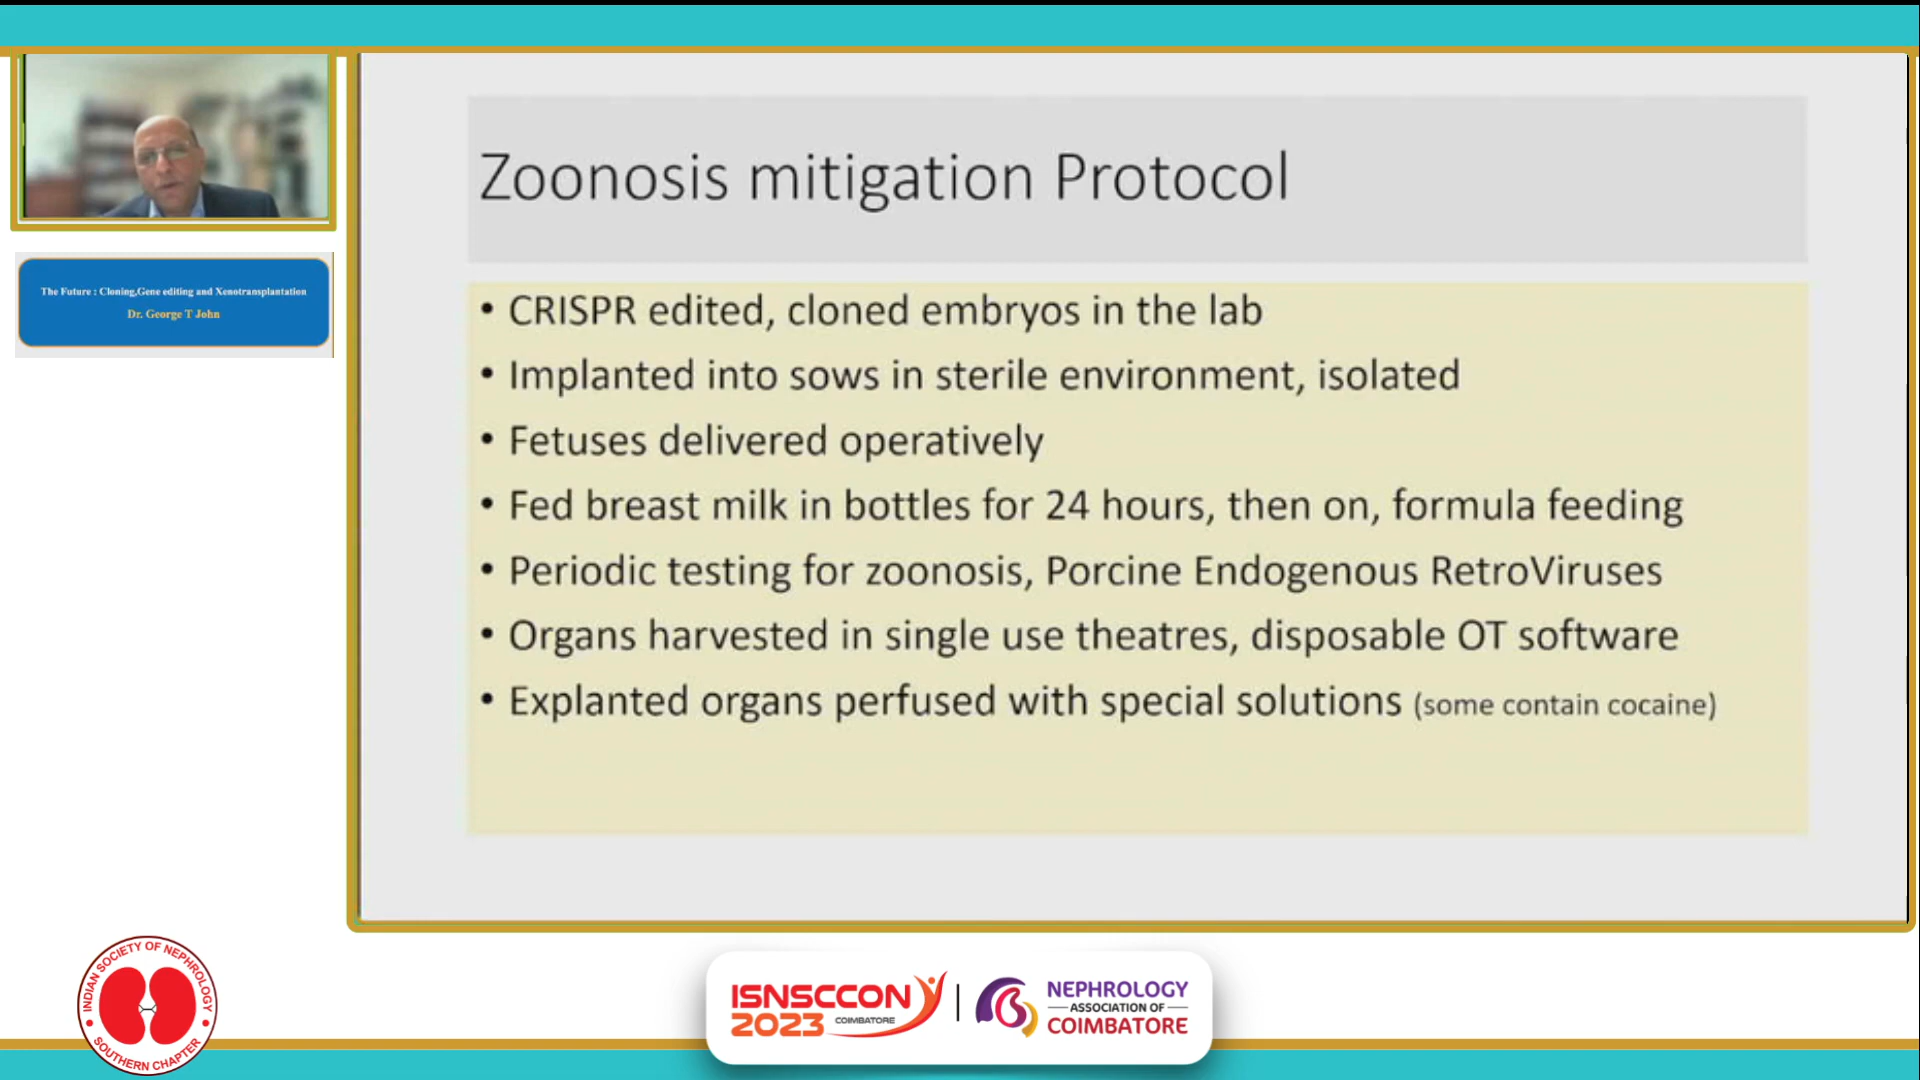 The Future : Cloning,Gene editing and Xenotransplantation
Dr. George T John
Zoonosis mitigation Protocol
• CRISPR edited, cloned embryos in the lab
• Implanted into sows in sterile environment, isolated
• Fetuses delivered operatively
• Fed breast milk in bottles for 24 hours, then on, formula feeding
• Periodic testing for zoonosis, Porcine Endogenous RetroViruses
• Organs harvested in single use theatres, disposable OT software
• Explanted organs perfused with special solutions (some contain cocaine)
INDIAN SOCIETY OF NEPHROLOGY
SOUTHERN CHAPTER
ISNSCCON
2023 COIMBATORE
NEPHROLOGY
ASSOCIATION OF
COIMBATORE